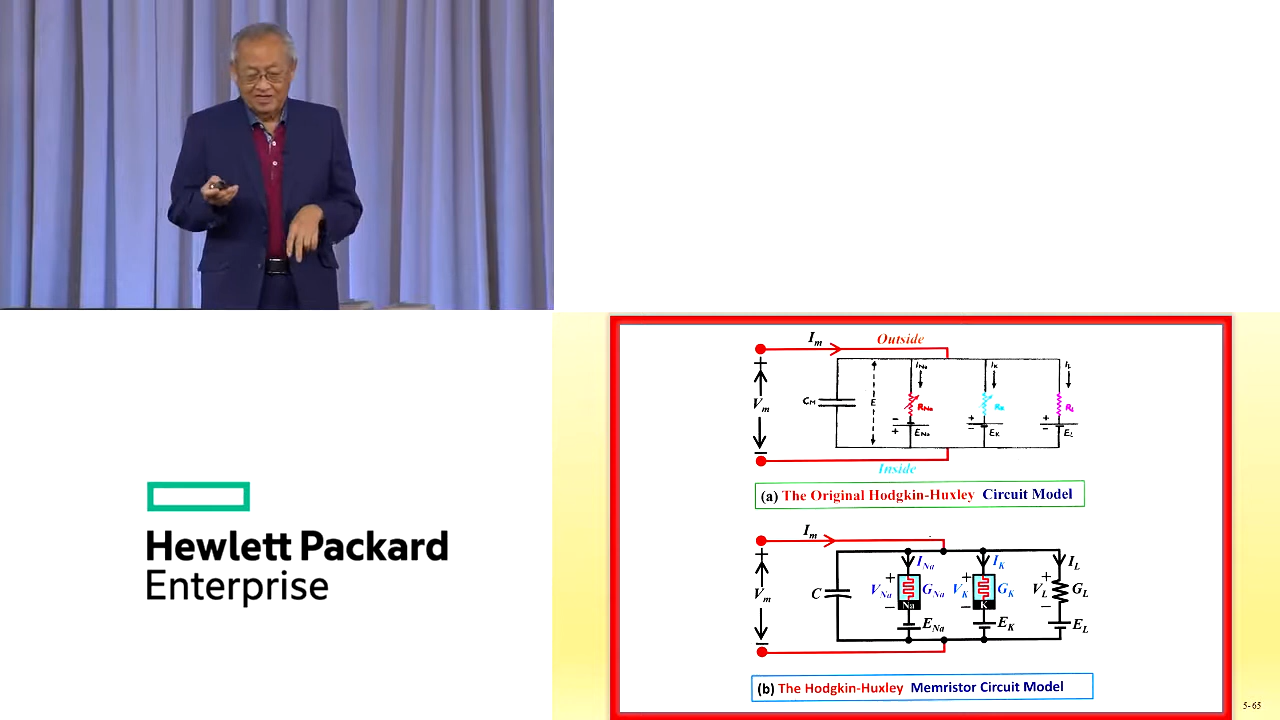 Hewlett Packard
Enterprise
Im
Outside
INa
IK
IL
+
Vm
CM
E
RNa
RK
RL
-
+
ENa
+
-
EK
+
-
EL
Inside
(a) The Original Hodgkin-Huxley Circuit Model
Im
+
INa
IK
IL
Vm
C
+
VNa
GNa
+
VK
GK
+
VL
GL
Na
K
ENa
EK
EL
(b) The Hodgkin-Huxley Memristor Circuit Model
5-65